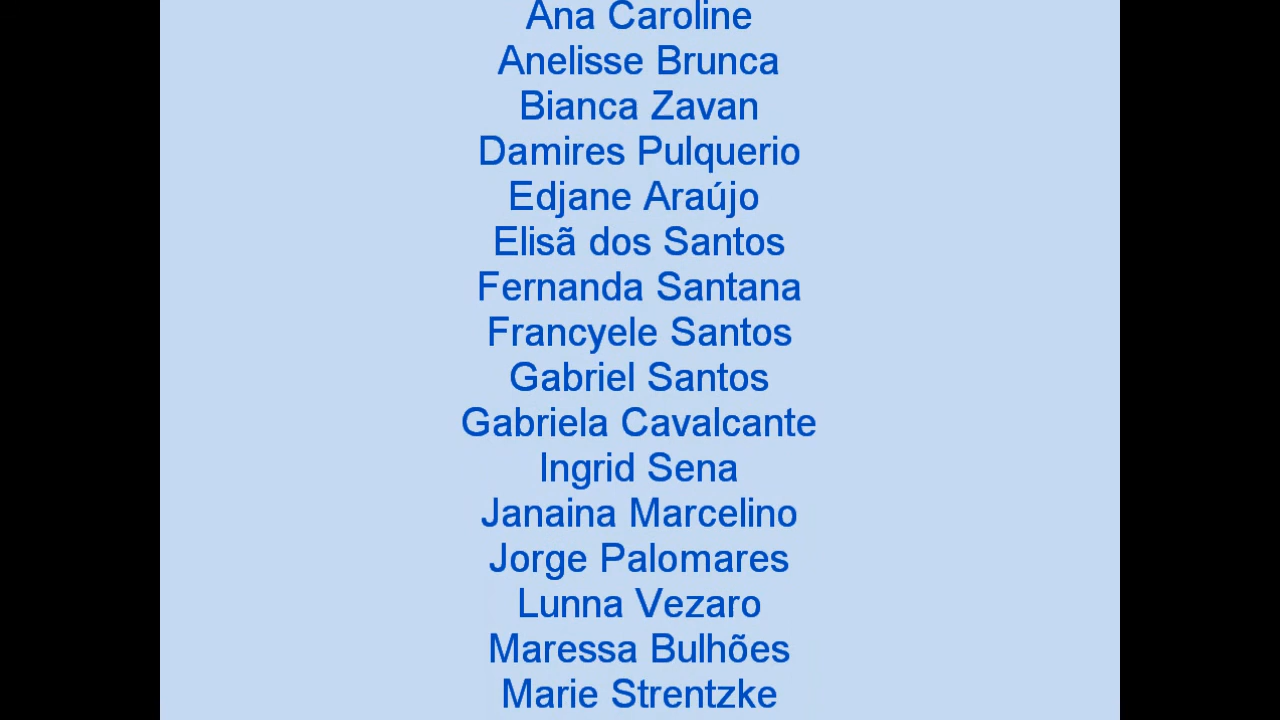 Ana Caroline
Anelisse Brunca
Bianca Zavan
Damires Pulquerio
Edjane Araújo
Elisã dos Santos
Fernanda Santana
Francyele Santos
Gabriel Santos
Gabriela Cavalcante
Ingrid Sena
Janaina Marcelino
Jorge Palomares
Lunna Vezaro
Maressa Bulhões
Marie Strentzke